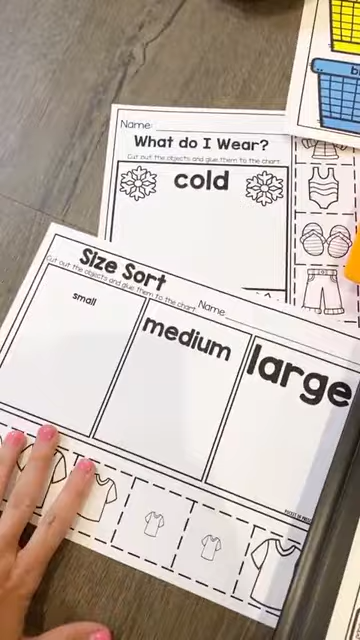 Name:
What do I Wear?
Cut out the objects and glue them to the chart.
cold
Size Sort
Name:
Cut out the objects and glue them to the chart.
small
medium
large